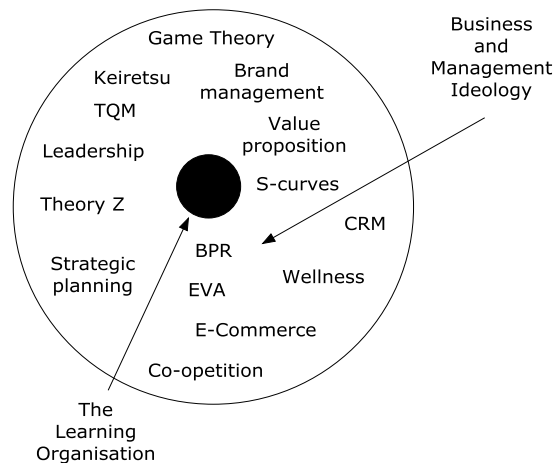 Game Theory
Business
and
Management
Ideology
Keiretsu
Brand
management
TQM
Value
proposition
Leadership
S-curves
Theory Z
CRM
BPR
Strategic
planning
Wellness
EVA
E-Commerce
Co-opetition
The
Learning
Organisation